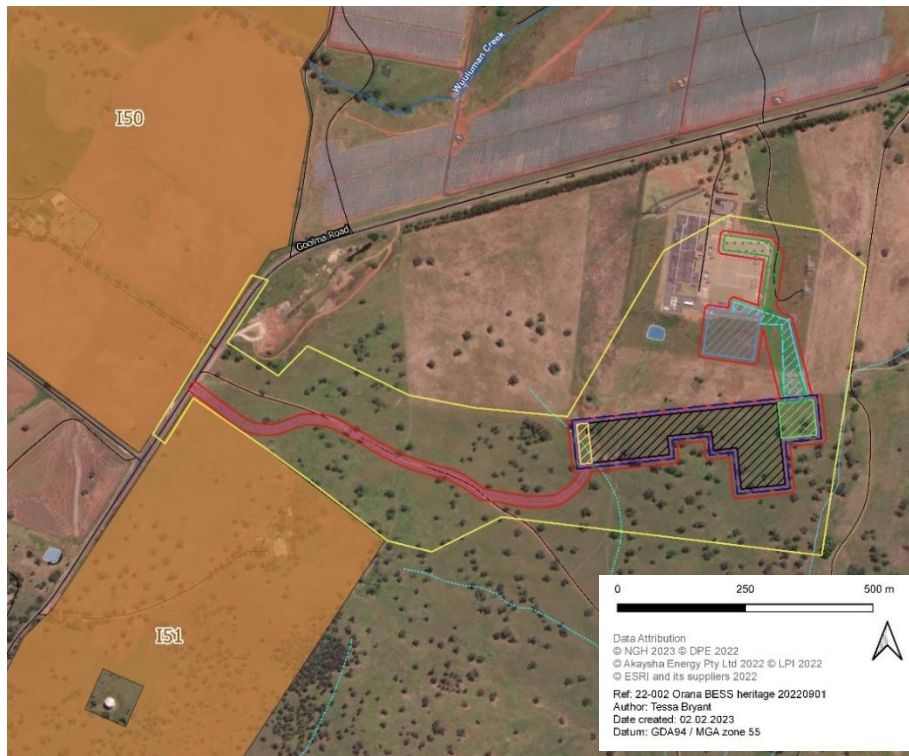 I50
Wuuluman Creek
Goolma Road
I51
0 250 500 m
Data Attribution
© NGH 2023 © DPE 2022
© Akaysha Energy Pty Ltd 2022 © LPI 2022
© ESRI and its suppliers 2022
Ref: 22-002 Orana BESS heritage 20220901
Author: Tessa Bryant
Date created: 02.02.2023
Datum: GDA94 / MGA zone 55